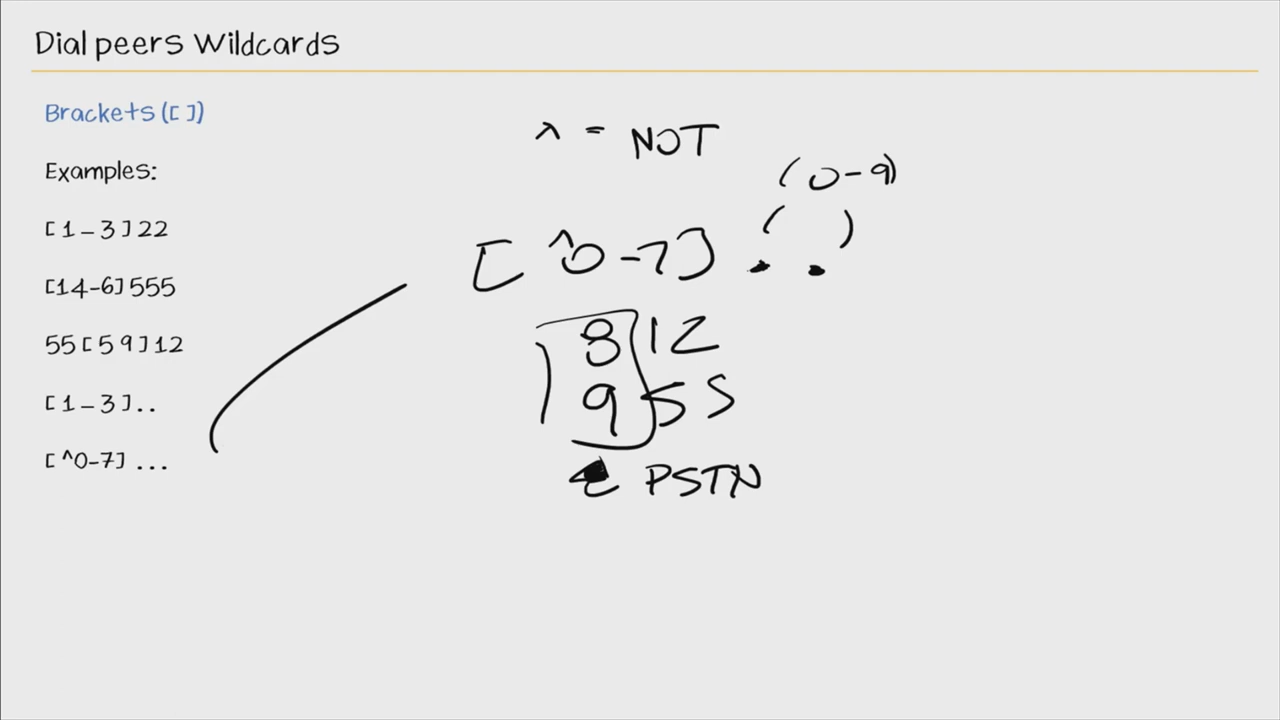 Dial peers Wildcards
Brackets ([ ])
Examples:
[1-3]22
[14-6]555
55[59]12
[1-3]..
[^0-7]...
^ = NOT
(0-9)
( )
[^0-7] . .
812
955
PSTN